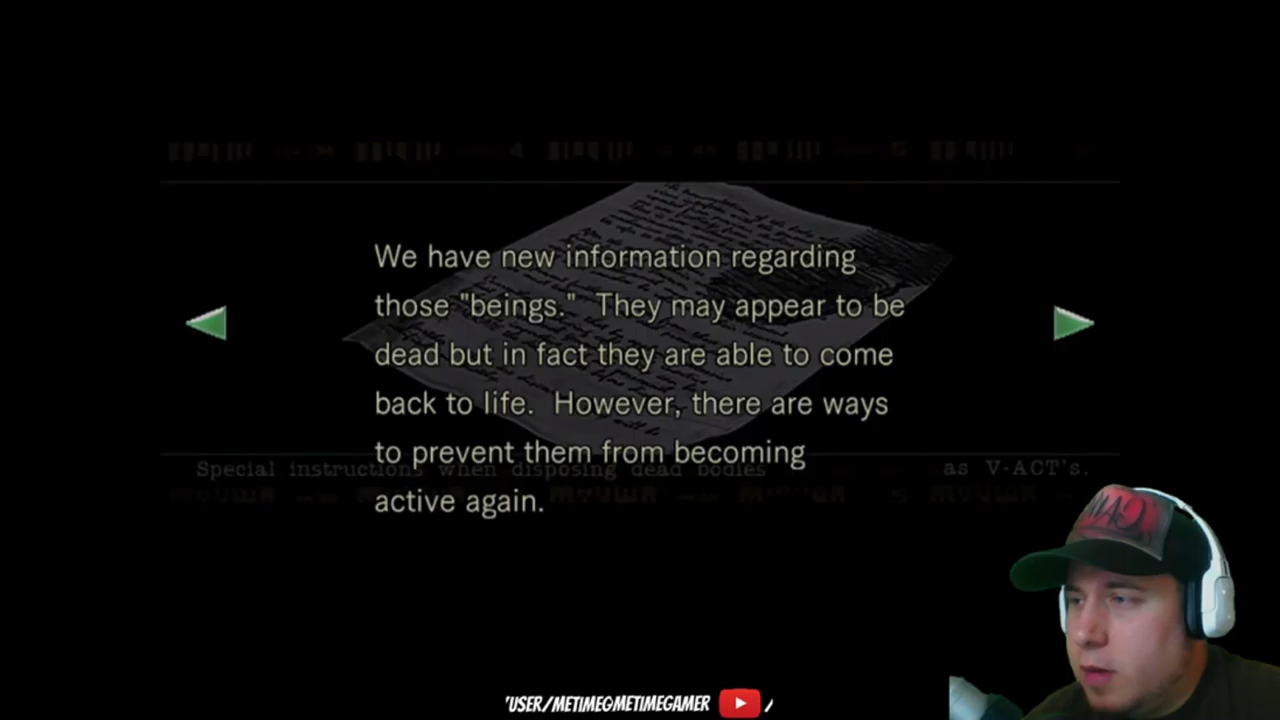 We have new information regarding
those "beings." They may appear to be
dead but in fact they are able to come
back to life. However, there are ways
to prevent them from becoming
active again.
Special instructions when disposing dead bodies as V-ACT's.
'USER/METIME@METIMEGAMER /